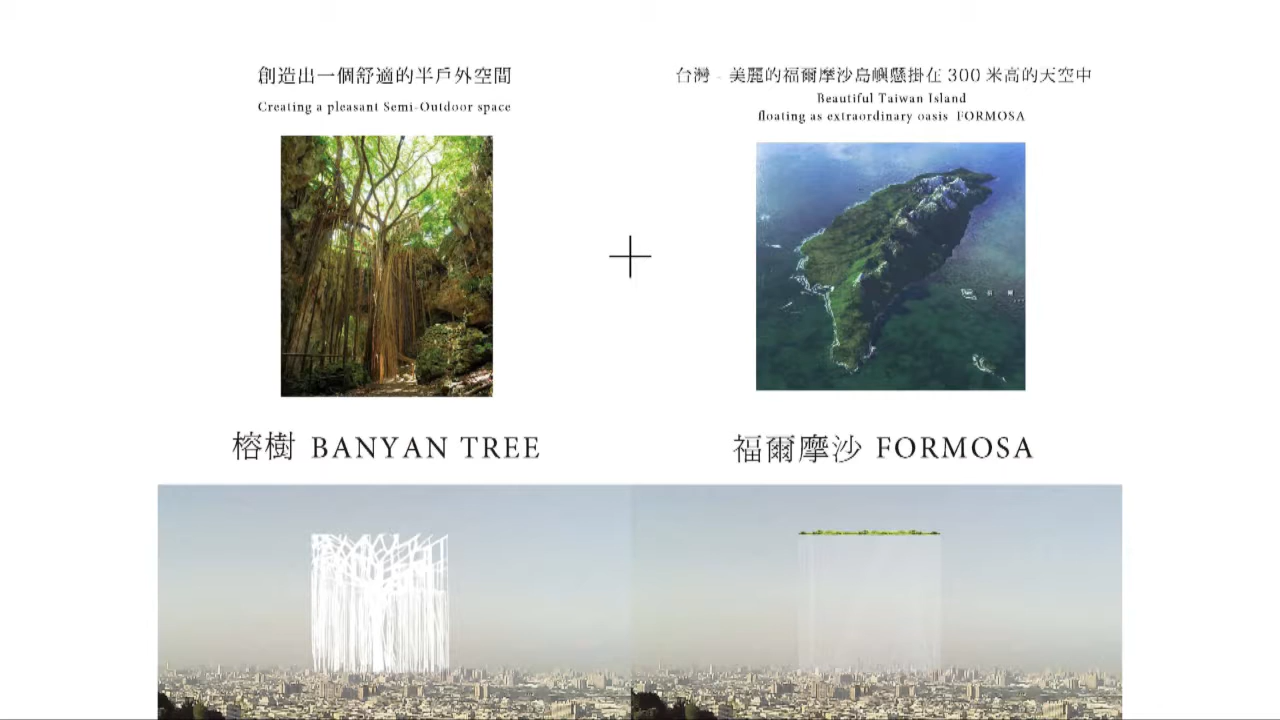 創造出一個舒適的半戶外空間
Creating a pleasant Semi-Outdoor space
台灣 - 美麗的福爾摩沙島嶼懸掛在 300 米高的天空中
Beautiful Taiwan Island
floating as extraordinary oasis FORMOSA
榕樹 BANYAN TREE
福爾摩沙 FORMOSA